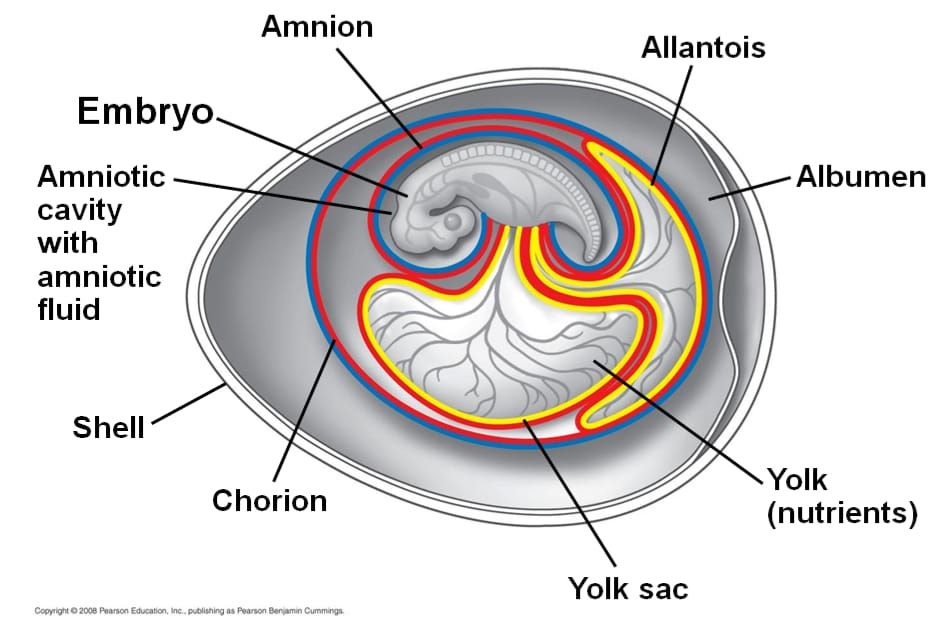 Amnion
Allantois
Embryo
Amniotic
cavity
with
amniotic
fluid
Albumen
Shell
Chorion
Yolk
(nutrients)
Yolk sac
Copyright © 2008 Pearson Education, Inc., publishing as Pearson Benjamin Cummings.